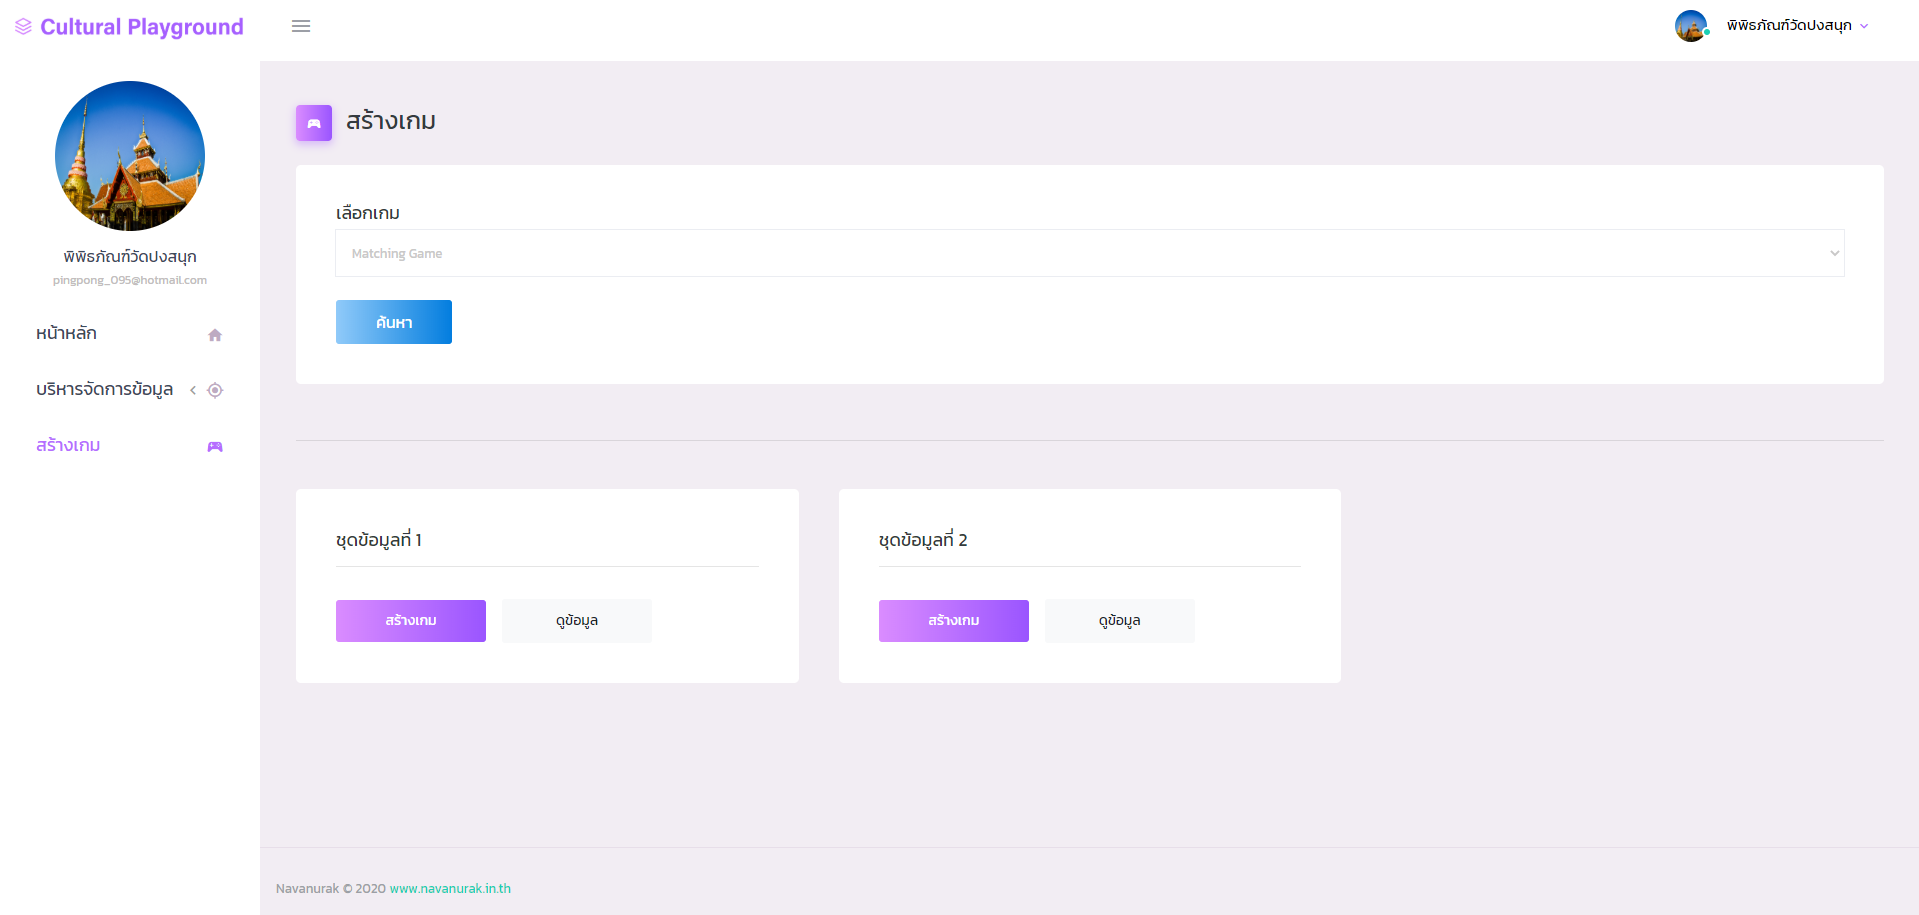 Cultural Playground
พิพิธภัณฑ์วัดปงสนุก
พิพิธภัณฑ์วัดปงสนุก
pingpong_095@hotmail.com
หน้าหลัก
บริหารจัดการข้อมูล
สร้างเกม
สร้างเกม
เลือกเกม
Matching Game
ค้นหา
ชุดข้อมูลที่ 1
สร้างเกม ดูข้อมูล
ชุดข้อมูลที่ 2
สร้างเกม ดูข้อมูล
Navanurak © 2020 www.navanurak.in.th